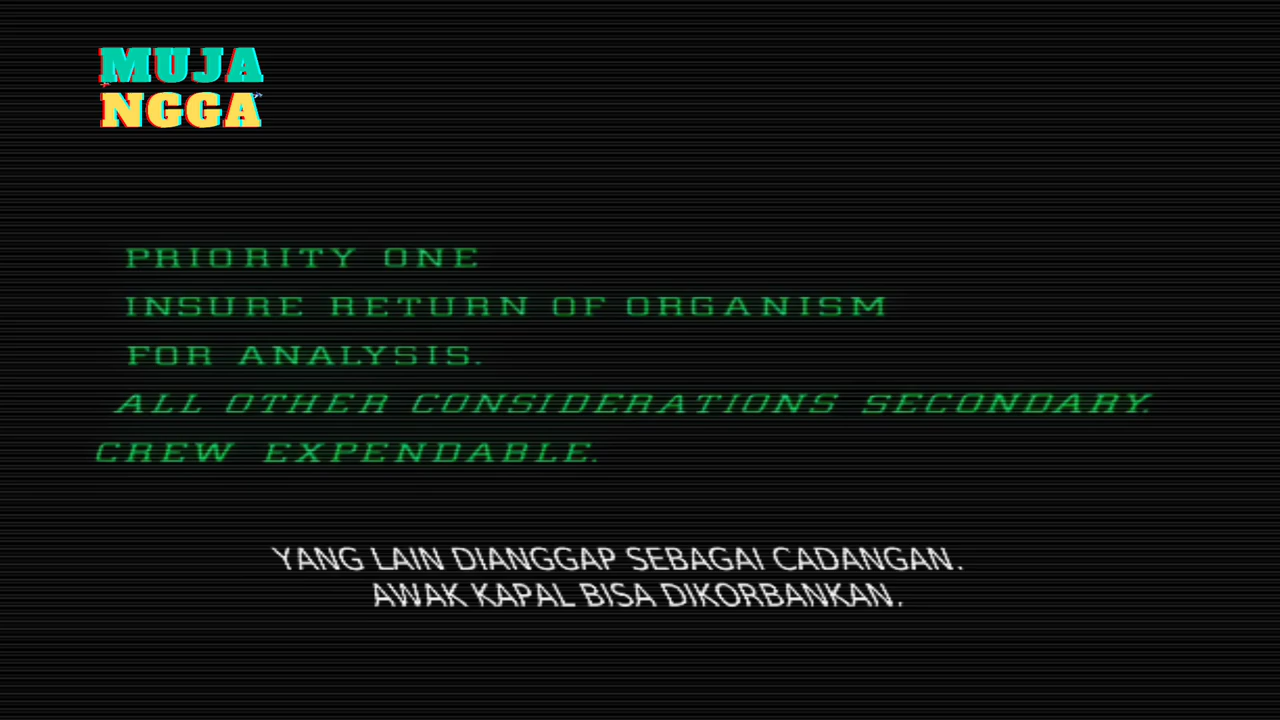 MUJA
NGGA
PRIORITY ONE
INSURE RETURN OF ORGANISM
FOR ANALYSIS.
ALL OTHER CONSIDERATIONS SECONDARY.
CREW EXPENDABLE.
YANG LAIN DIANGGAP SEBAGAI CADANGAN.
AWAK KAPAL BISA DIKORBANKAN.